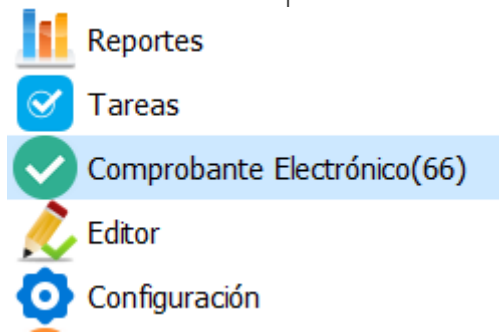 Reportes
Tareas
Comprobante Electrónico(66)
Editor
Configuración